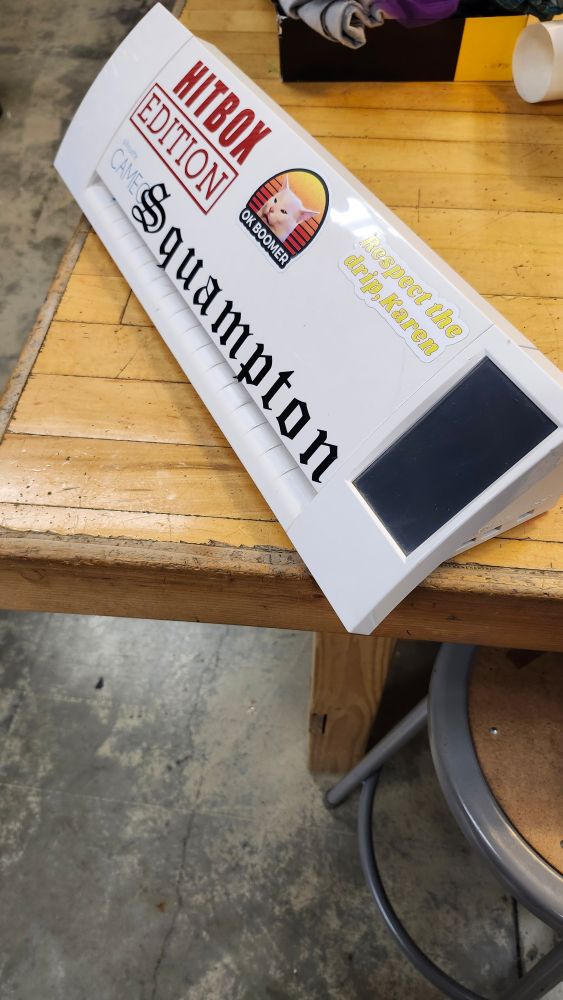 HITBOX
EDITION
CAMEO
Squampton
OK BOOMER
Respect the
drip, Karen